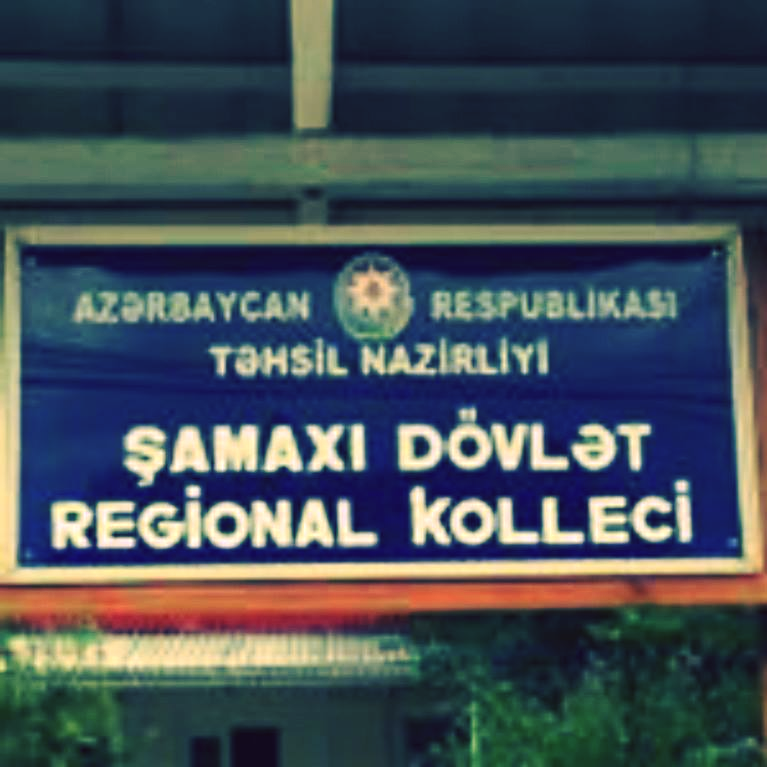 AZƏRBAYCAN RESPUBLİKASI
TƏHSİL NAZİRLİYİ
ŞAMAXI DÖVLƏT
REGİONAL KOLLECİ